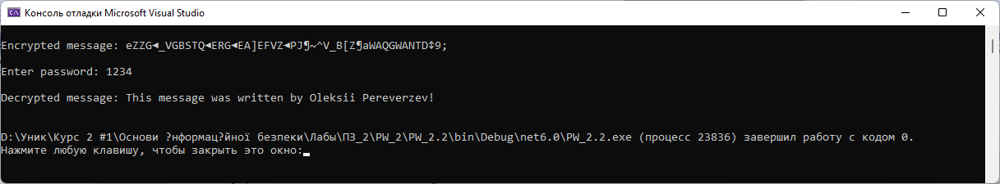 Консоль отладки Microsoft Visual Studio
Encrypted message: eZZG◄_VGBSTQ◄ERG◄EA]EFVZ◄PJ¶~^V_B[Z¶aWAQGWANTD↕9;
Enter password: 1234
Decrypted message: This message was written by Oleksii Pereverzev!
D:\Уник\Курс 2 #1\Основи ?нформац?йної безпеки\Лабы\ПЗ_2\PW_2\PW_2.2\bin\Debug\net6.0\PW_2.2.exe (процесс 23836) завершил работу с кодом 0.
Нажмите любую клавишу, чтобы закрыть это окно: